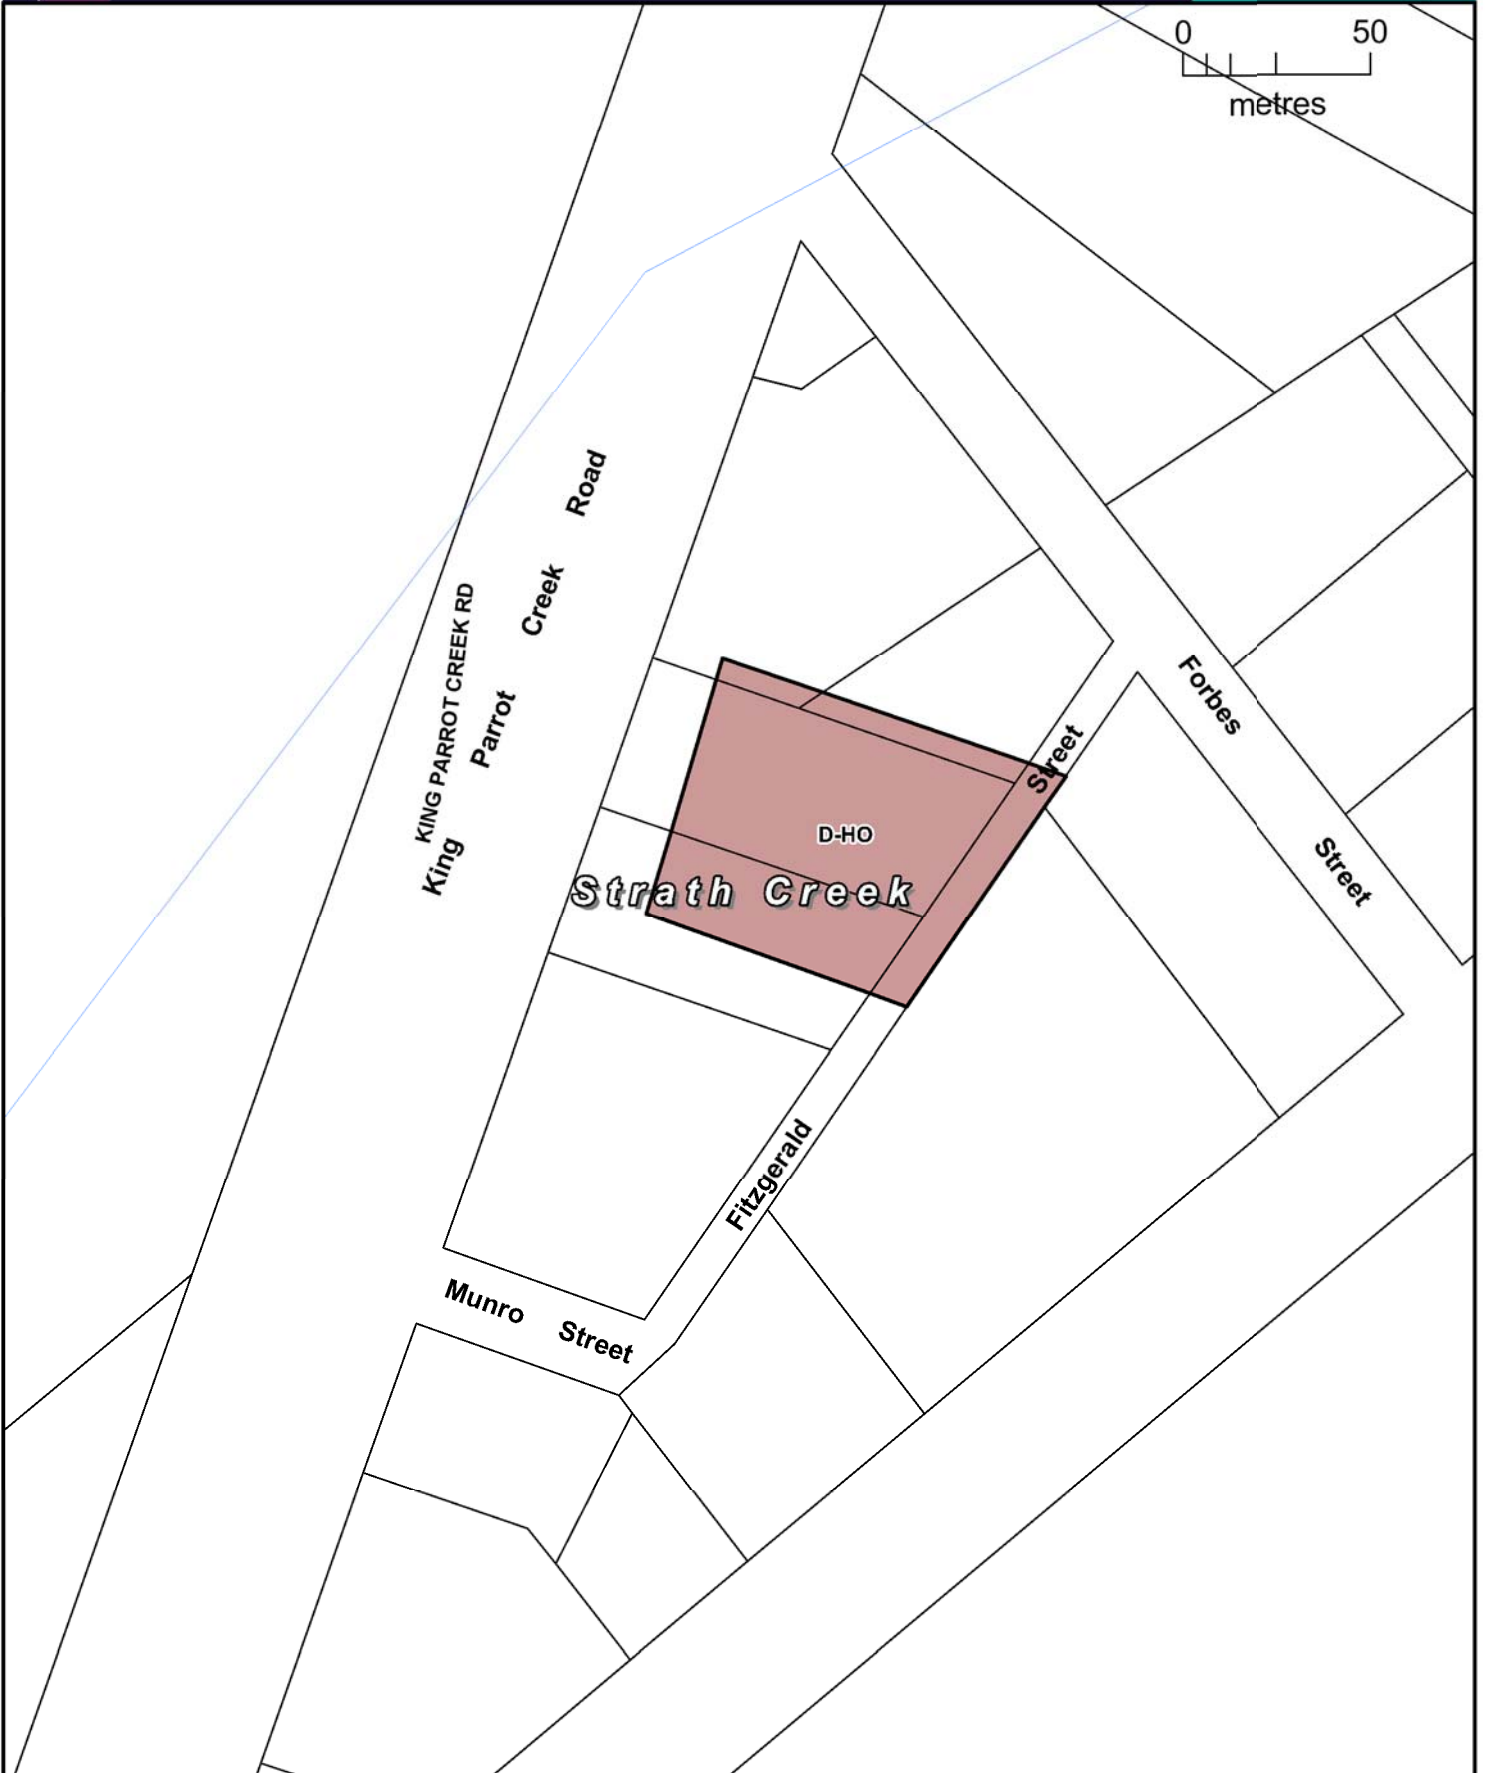 0 50
metres
King Parrot Creek Road
KING PARROT CREEK RD
Forbes Street
D-HO
Strath Creek
Fitzgerald Street
Munro Street